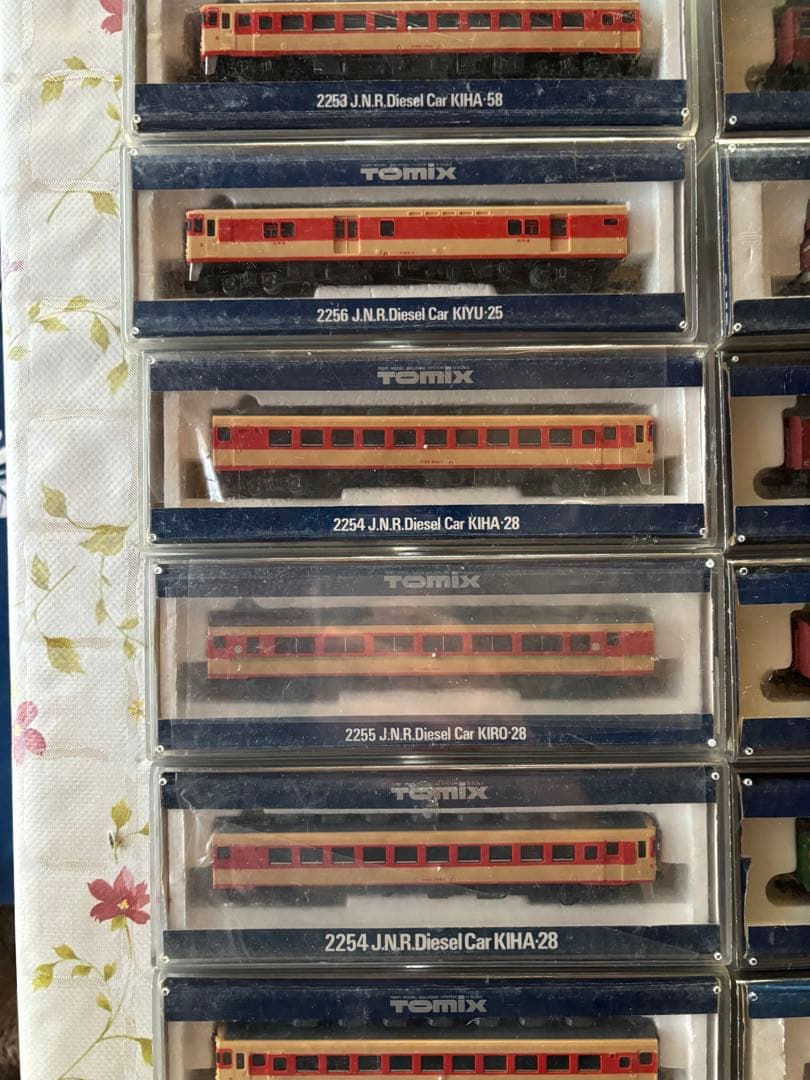 2253 J.N.R.Diesel Car KIHA·58
TOMIX
2256 J.N.R.Diesel Car KIYU·25
TOMIX
2254 J.N.R.Diesel Car KIHA·28
TOMIX
2255 J.N.R.Diesel Car KIRO·28
TOMIX
2254 J.N.R.Diesel Car KIHA·28
TOMIX